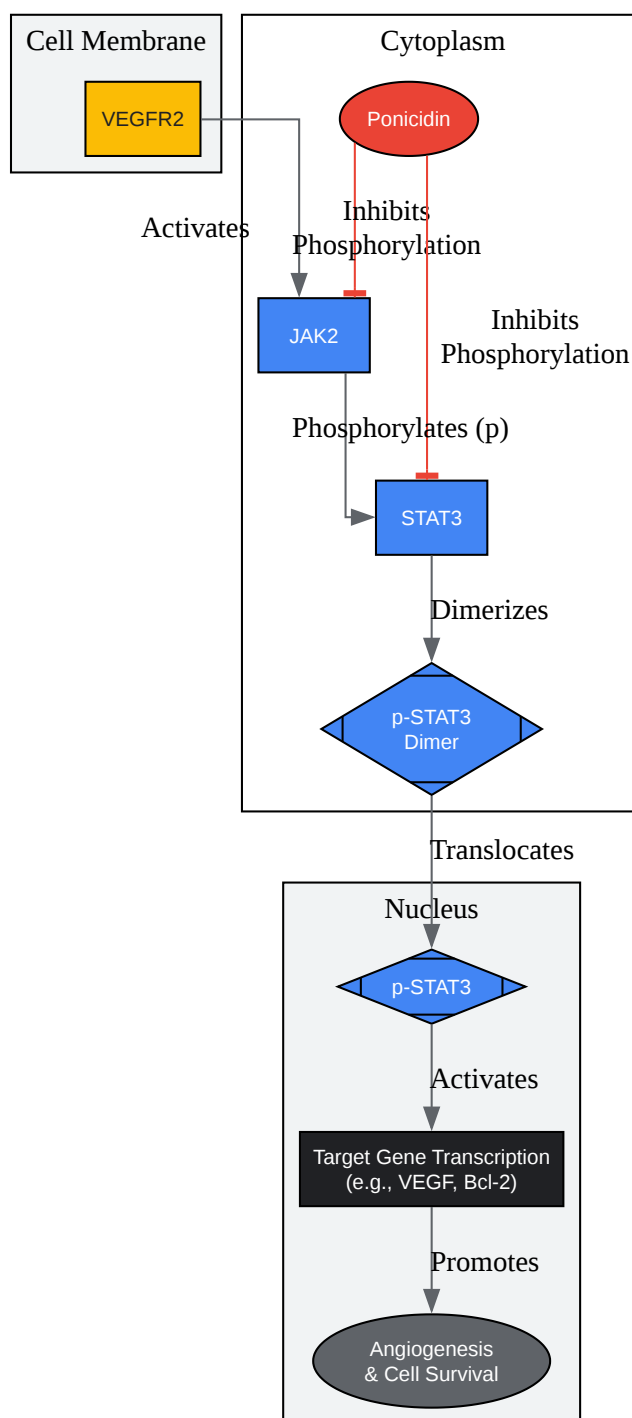 Cell Membrane
Cytoplasm
VEGFR2
Ponicidin
Activates
Inhibits
Phosphorylation
JAK2
Inhibits
Phosphorylation
Phosphorylates (p)
STAT3
Dimerizes
p-STAT3
Dimer
Translocates
Nucleus
p-STAT3
Activates
Target Gene Transcription
(e.g., VEGF, Bcl-2)
Promotes
Angiogenesis
& Cell Survival